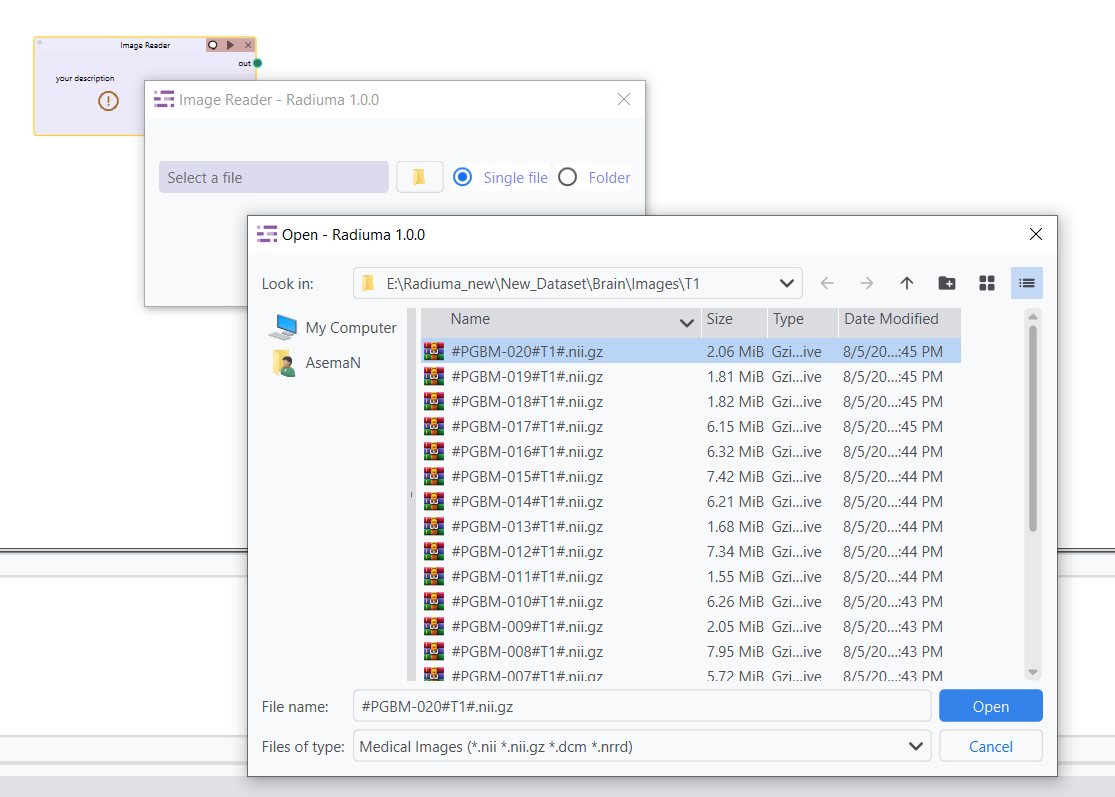 Image Reader
out
your description
Image Reader - Radiuma 1.0.0
Select a file
Single file
Folder
Open - Radiuma 1.0.0
Look in:
E:\Radiuma_new\New_Dataset\Brain\Images\T1
My Computer
AsemaN
Name Size Type Date Modified
#PGBM-020#T1#.nii.gz 2.06 MiB Gzi...ive 8/5/20...:45 PM
#PGBM-019#T1#.nii.gz 1.81 MiB Gzi...ive 8/5/20...:45 PM
#PGBM-018#T1#.nii.gz 1.82 MiB Gzi...ive 8/5/20...:45 PM
#PGBM-017#T1#.nii.gz 6.15 MiB Gzi...ive 8/5/20...:45 PM
#PGBM-016#T1#.nii.gz 6.32 MiB Gzi...ive 8/5/20...:44 PM
#PGBM-015#T1#.nii.gz 7.42 MiB Gzi...ive 8/5/20...:44 PM
#PGBM-014#T1#.nii.gz 6.21 MiB Gzi...ive 8/5/20...:44 PM
#PGBM-013#T1#.nii.gz 1.68 MiB Gzi...ive 8/5/20...:44 PM
#PGBM-012#T1#.nii.gz 7.34 MiB Gzi...ive 8/5/20...:44 PM
#PGBM-011#T1#.nii.gz 1.55 MiB Gzi...ive 8/5/20...:44 PM
#PGBM-010#T1#.nii.gz 6.26 MiB Gzi...ive 8/5/20...:43 PM
#PGBM-009#T1#.nii.gz 2.05 MiB Gzi...ive 8/5/20...:43 PM
#PGBM-008#T1#.nii.gz 7.95 MiB Gzi...ive 8/5/20...:43 PM
#PGBM-007#T1#.nii.gz 5.72 MiB Gzi...ive 8/5/20...:43 PM
File name: #PGBM-020#T1#.nii.gz Open
Files of type: Medical Images (*.nii *.nii.gz *.dcm *.nrrd) Cancel